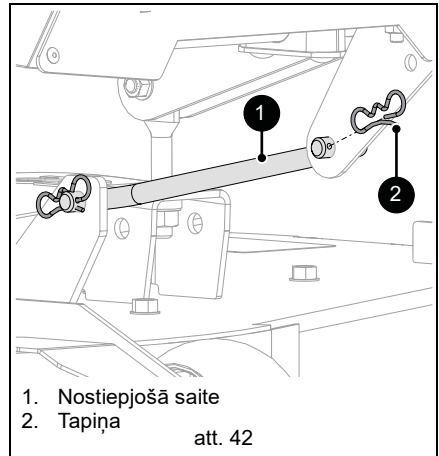 1
2
1. Nostiepjošā saite
2. Tapiņa
att. 42